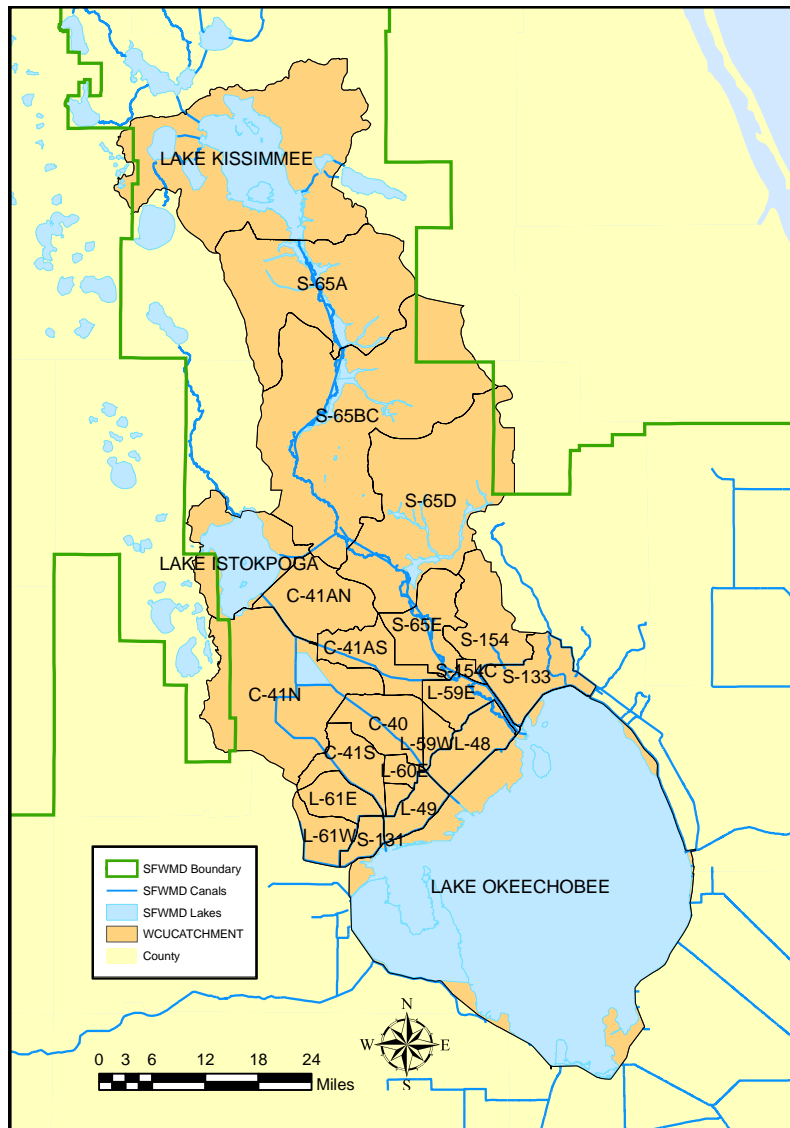 LAKE KISSIMMEE
S-65A
S-65BC
S-65D
LAKE ISTOKPOGA
C-41AN
S-65E
S-154
C-41AS
S-154C
S-133
C-41N
L-59E
C-40
L-59W
L-48
C-41S
L-60E
L-61E
L-49
L-61W
S-131
LAKE OKEECHOBEE
SFWMD Boundary
SFWMD Canals
SFWMD Lakes
WCUCATCHMENT
County
N
W
E
S
0 3 6 12 18 24
Miles